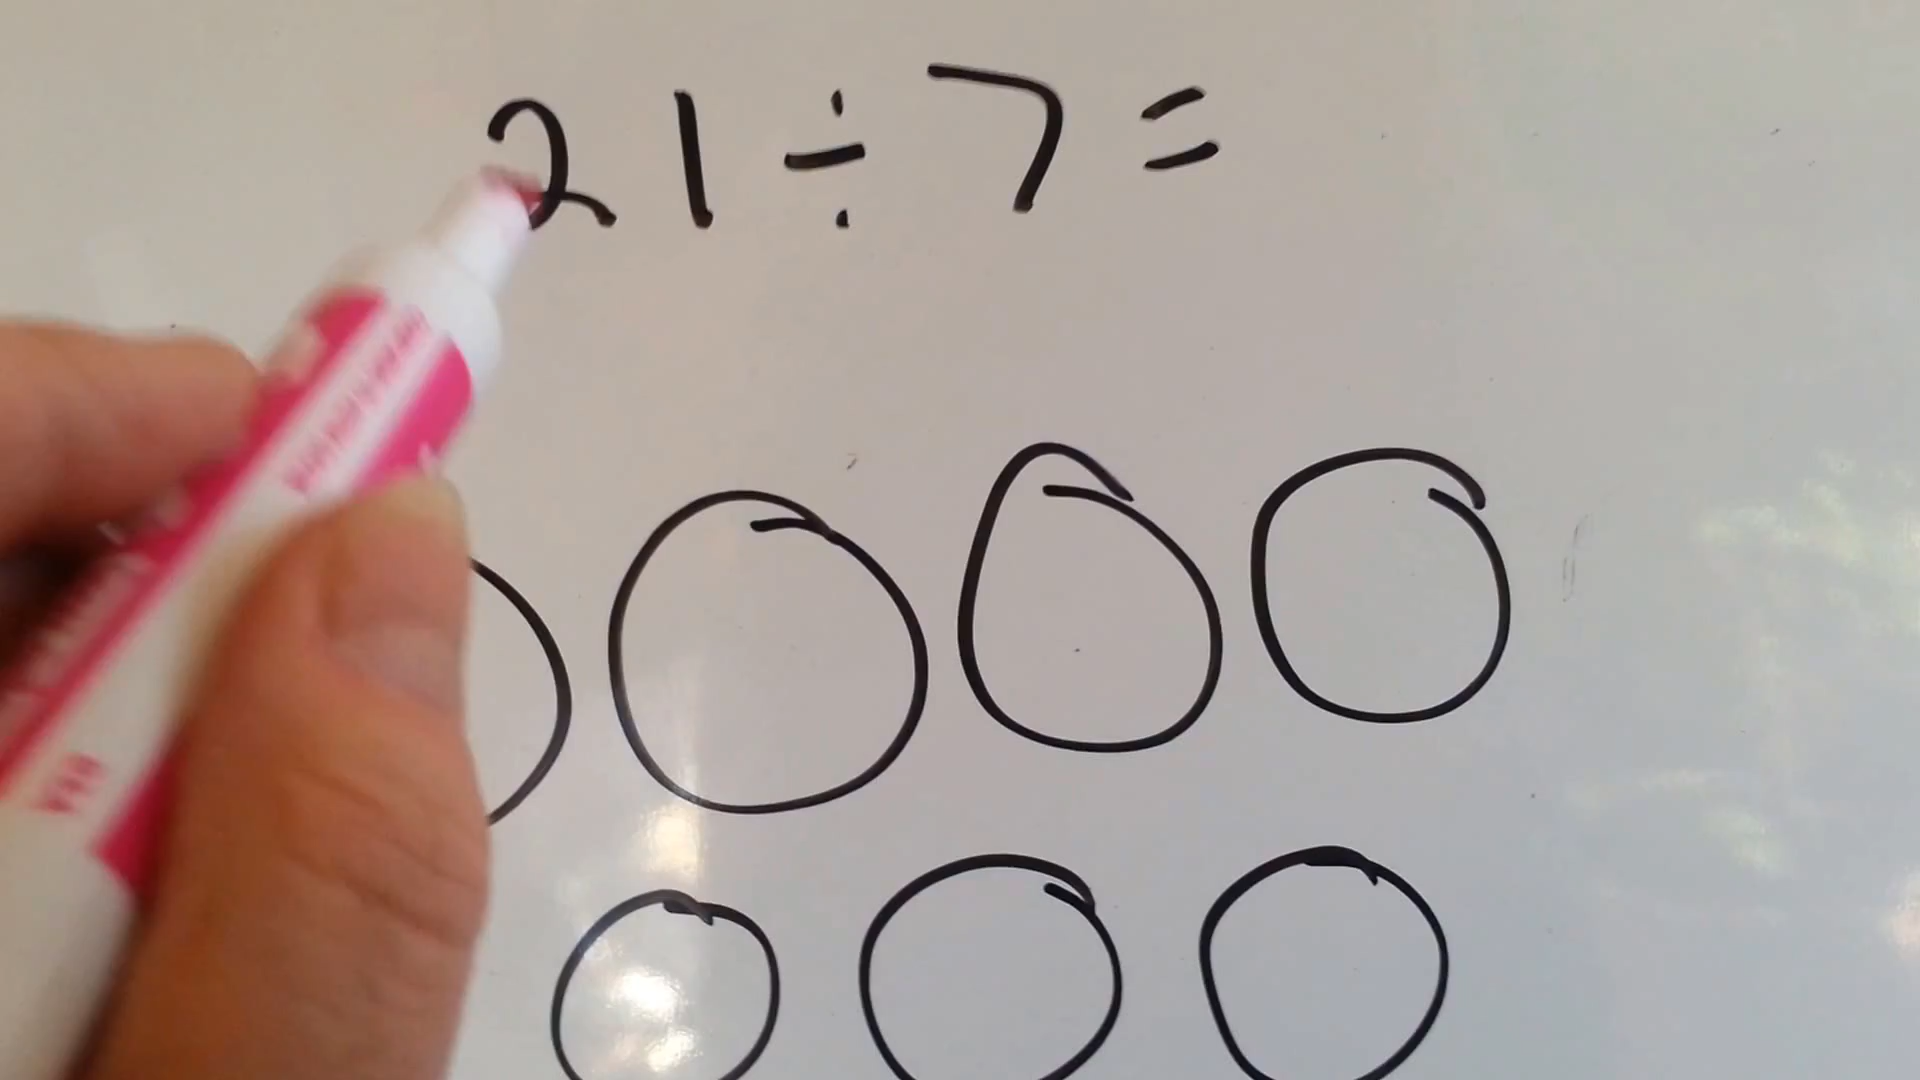 21 ÷ 7 =